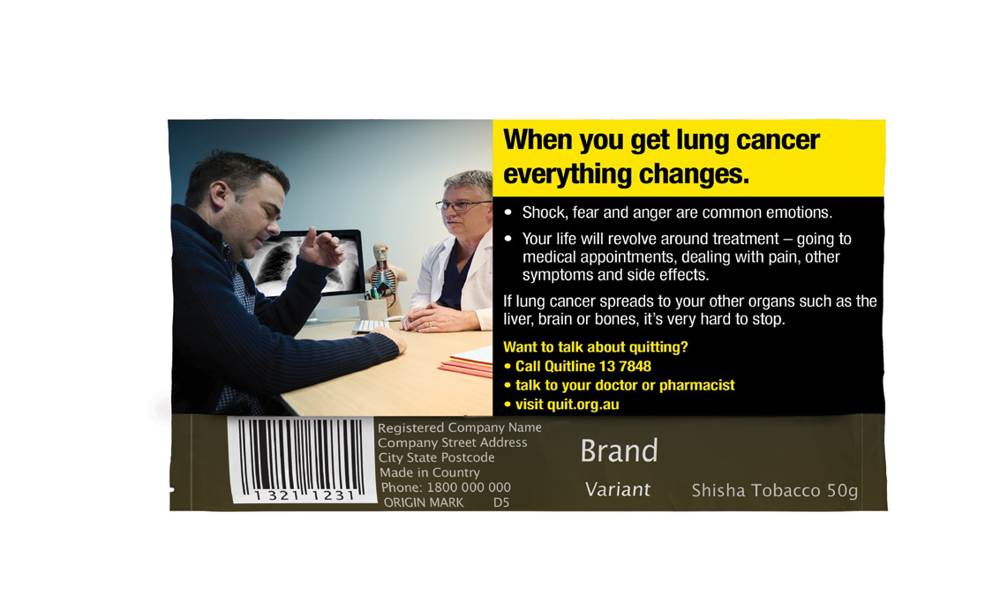 When you get lung cancer
everything changes.
• Shock, fear and anger are common emotions.
• Your life will revolve around treatment – going to
medical appointments, dealing with pain, other
symptoms and side effects.
If lung cancer spreads to your other organs such as the
liver, brain or bones, it’s very hard to stop.
Want to talk about quitting?
• Call Quitline 13 7848
• talk to your doctor or pharmacist
• visit quit.org.au
1 321 1231
Registered Company Name
Company Street Address
City State Postcode
Made in Country
Phone: 1800 000 000
ORIGIN MARK D5
Brand
Variant
Shisha Tobacco 50g